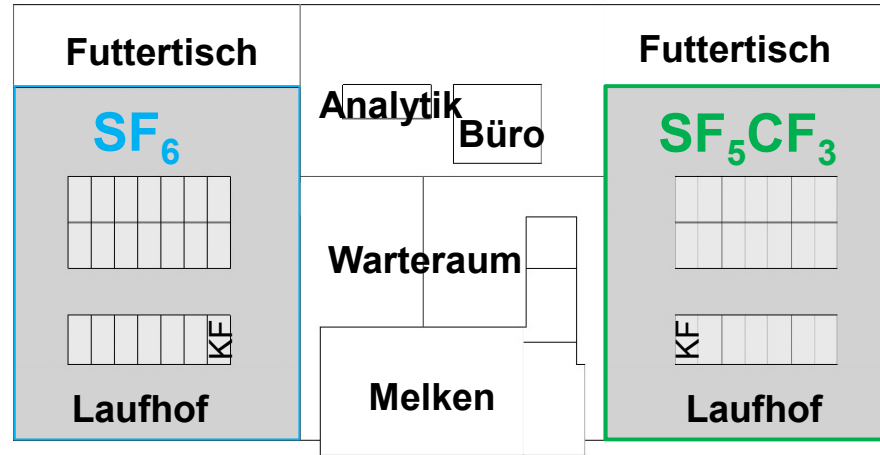 Futtertisch
Futtertisch
Analytik
Büro
SF₆
SF₅CF₃
Warteraum
KF
KF
Melken
Laufhof
Laufhof